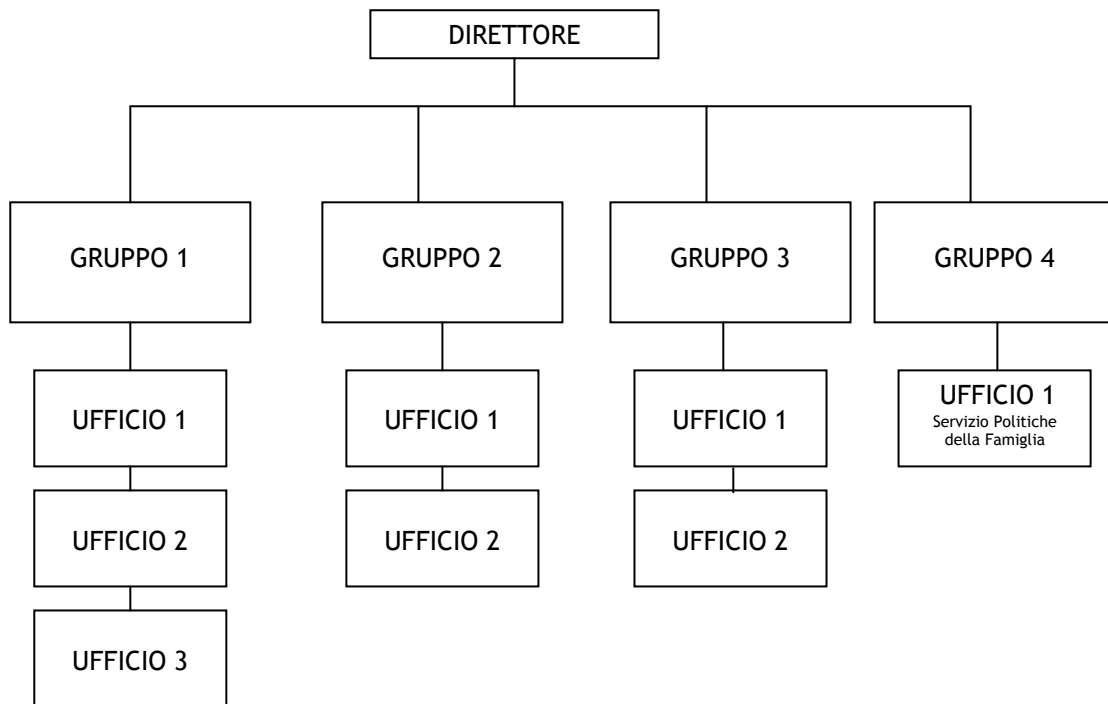 DIRETTORE
GRUPPO 1
GRUPPO 2
GRUPPO 3
GRUPPO 4
UFFICIO 1
UFFICIO 1
UFFICIO 1
UFFICIO 1
Servizio Politiche
della Famiglia
UFFICIO 2
UFFICIO 2
UFFICIO 2
UFFICIO 3